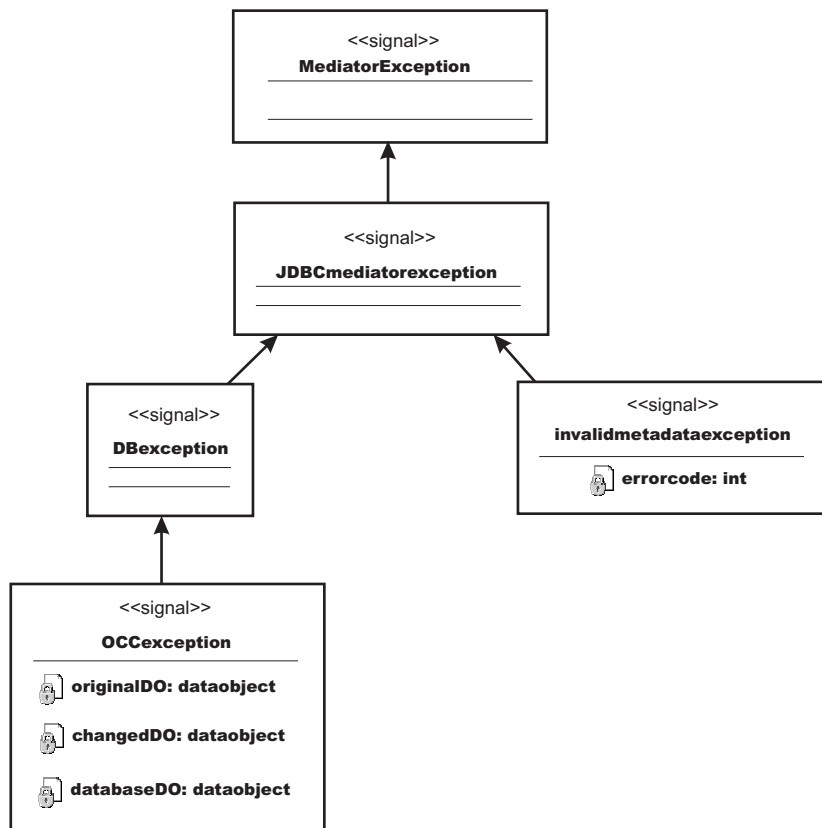 <<signal>>
MediatorException
<<signal>>
JDBCmediatorexception
<<signal>>
DBexception
<<signal>>
invalidmetadataexception
errorcode: int
<<signal>>
OCCexception
originalDO: dataobject
changedDO: dataobject
databaseDO: dataobject